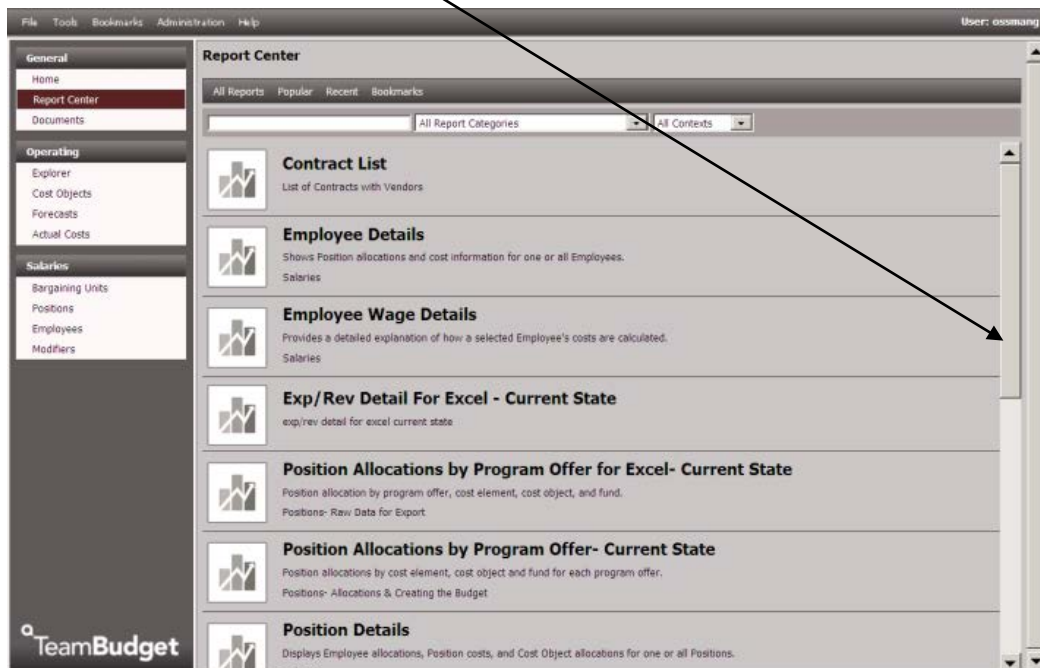 File Tools Bookmarks Administration Help
User: ossmang
General
Home
Report Center
Documents
Operating
Explorer
Cost Objects
Forecasts
Actual Costs
Salaries
Bargaining Units
Positions
Employees
Modifiers
TeamBudget
Report Center
All Reports Popular Recent Bookmarks
All Report Categories All Contexts
Contract List
List of Contracts with Vendors
Employee Details
Shows Position allocations and cost information for one or all Employees.
Salaries
Employee Wage Details
Provides a detailed explanation of how a selected Employee's costs are calculated.
Salaries
Exp/Rev Detail For Excel - Current State
exp/rev detail for excel current state
Position Allocations by Program Offer for Excel- Current State
Position allocation by program offer, cost element, cost object, and fund.
Positions- Raw Data for Export
Position Allocations by Program Offer- Current State
Position allocations by cost element, cost object and fund for each program offer.
Positions- Allocations & Creating the Budget
Position Details
Displays Employee allocations, Position costs, and Cost Object allocations for one or all Positions.